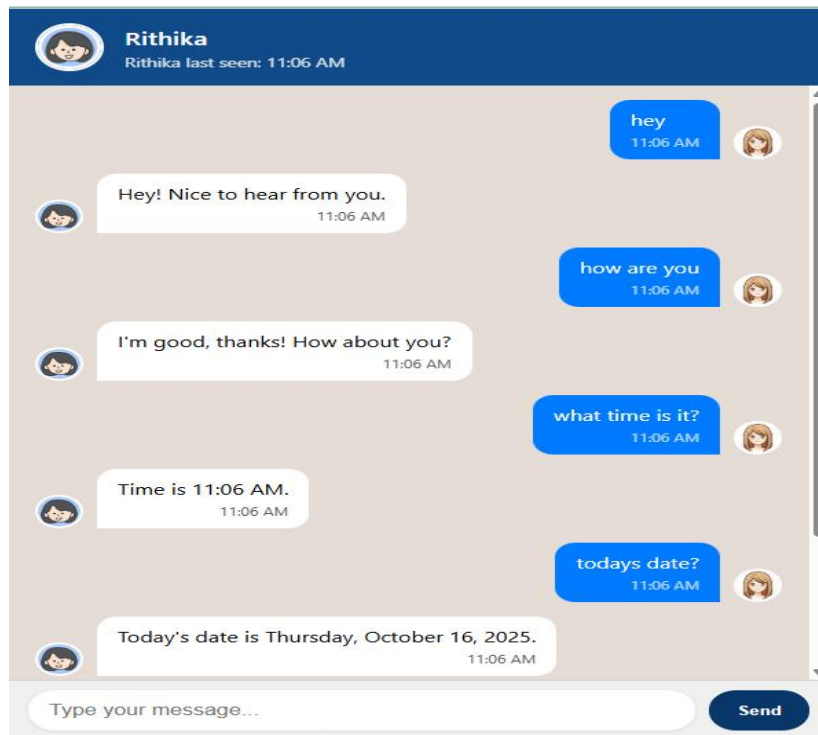 Rithika
Rithika last seen: 11:06 AM
hey
11:06 AM
Hey! Nice to hear from you.
11:06 AM
how are you
11:06 AM
I'm good, thanks! How about you?
11:06 AM
what time is it?
11:06 AM
Time is 11:06 AM.
11:06 AM
todays date?
11:06 AM
Today's date is Thursday, October 16, 2025.
11:06 AM
Type your message...
Send